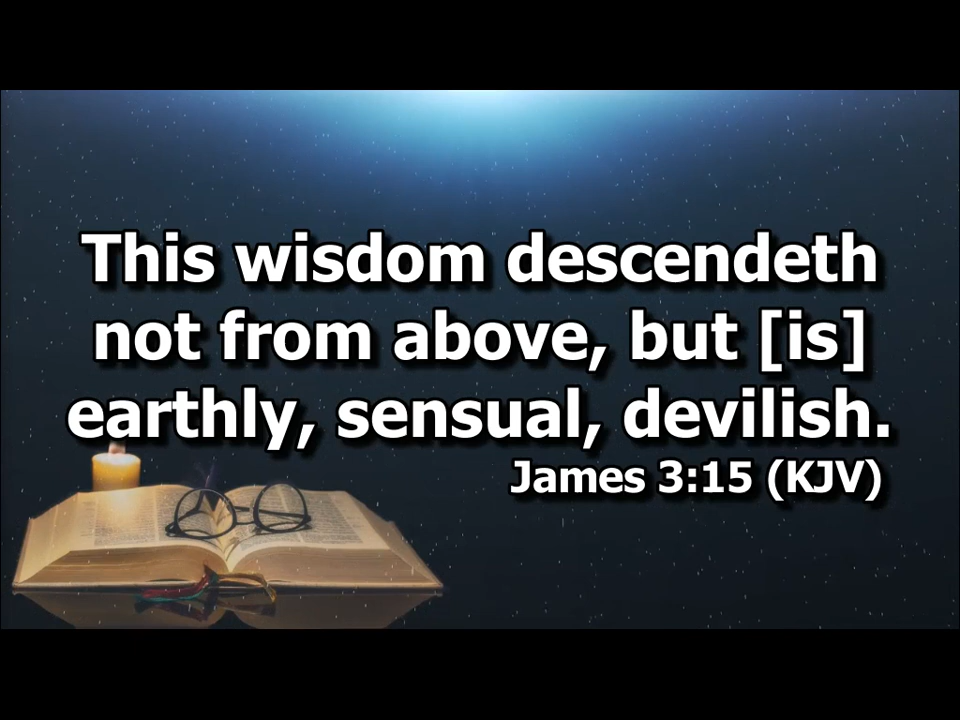 This wisdom descendeth
not from above, but [is]
earthly, sensual, devilish.
James 3:15 (KJV)